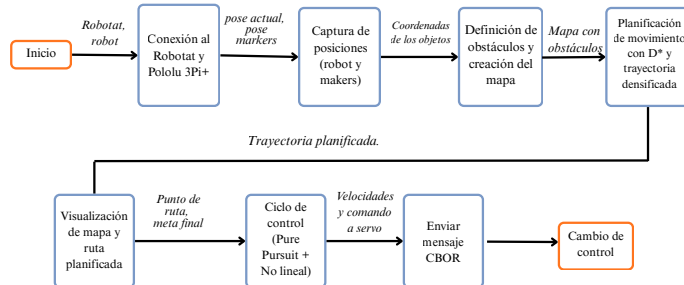 Inicio
Robotat,
robot
Conexión al
Robotat y
Pololu 3Pi+
pose actual,
pose
markers
Captura de
posiciones
(robot y
makers)
Coordenadas
de los objetos
Definición de
obstáculos y
creación del
mapa
Mapa con
obstáculos
Planificación
de movimiento
con D* y
trayectoria
densificada
Trayectoria planificada.
Visualización
de mapa y
ruta
planificada
Punto de
ruta,
meta final
Ciclo de
control
(Pure
Pursuit +
No lineal)
Velocidades
y comando
a servo
Enviar
mensaje
CBOR
Cambio de
control